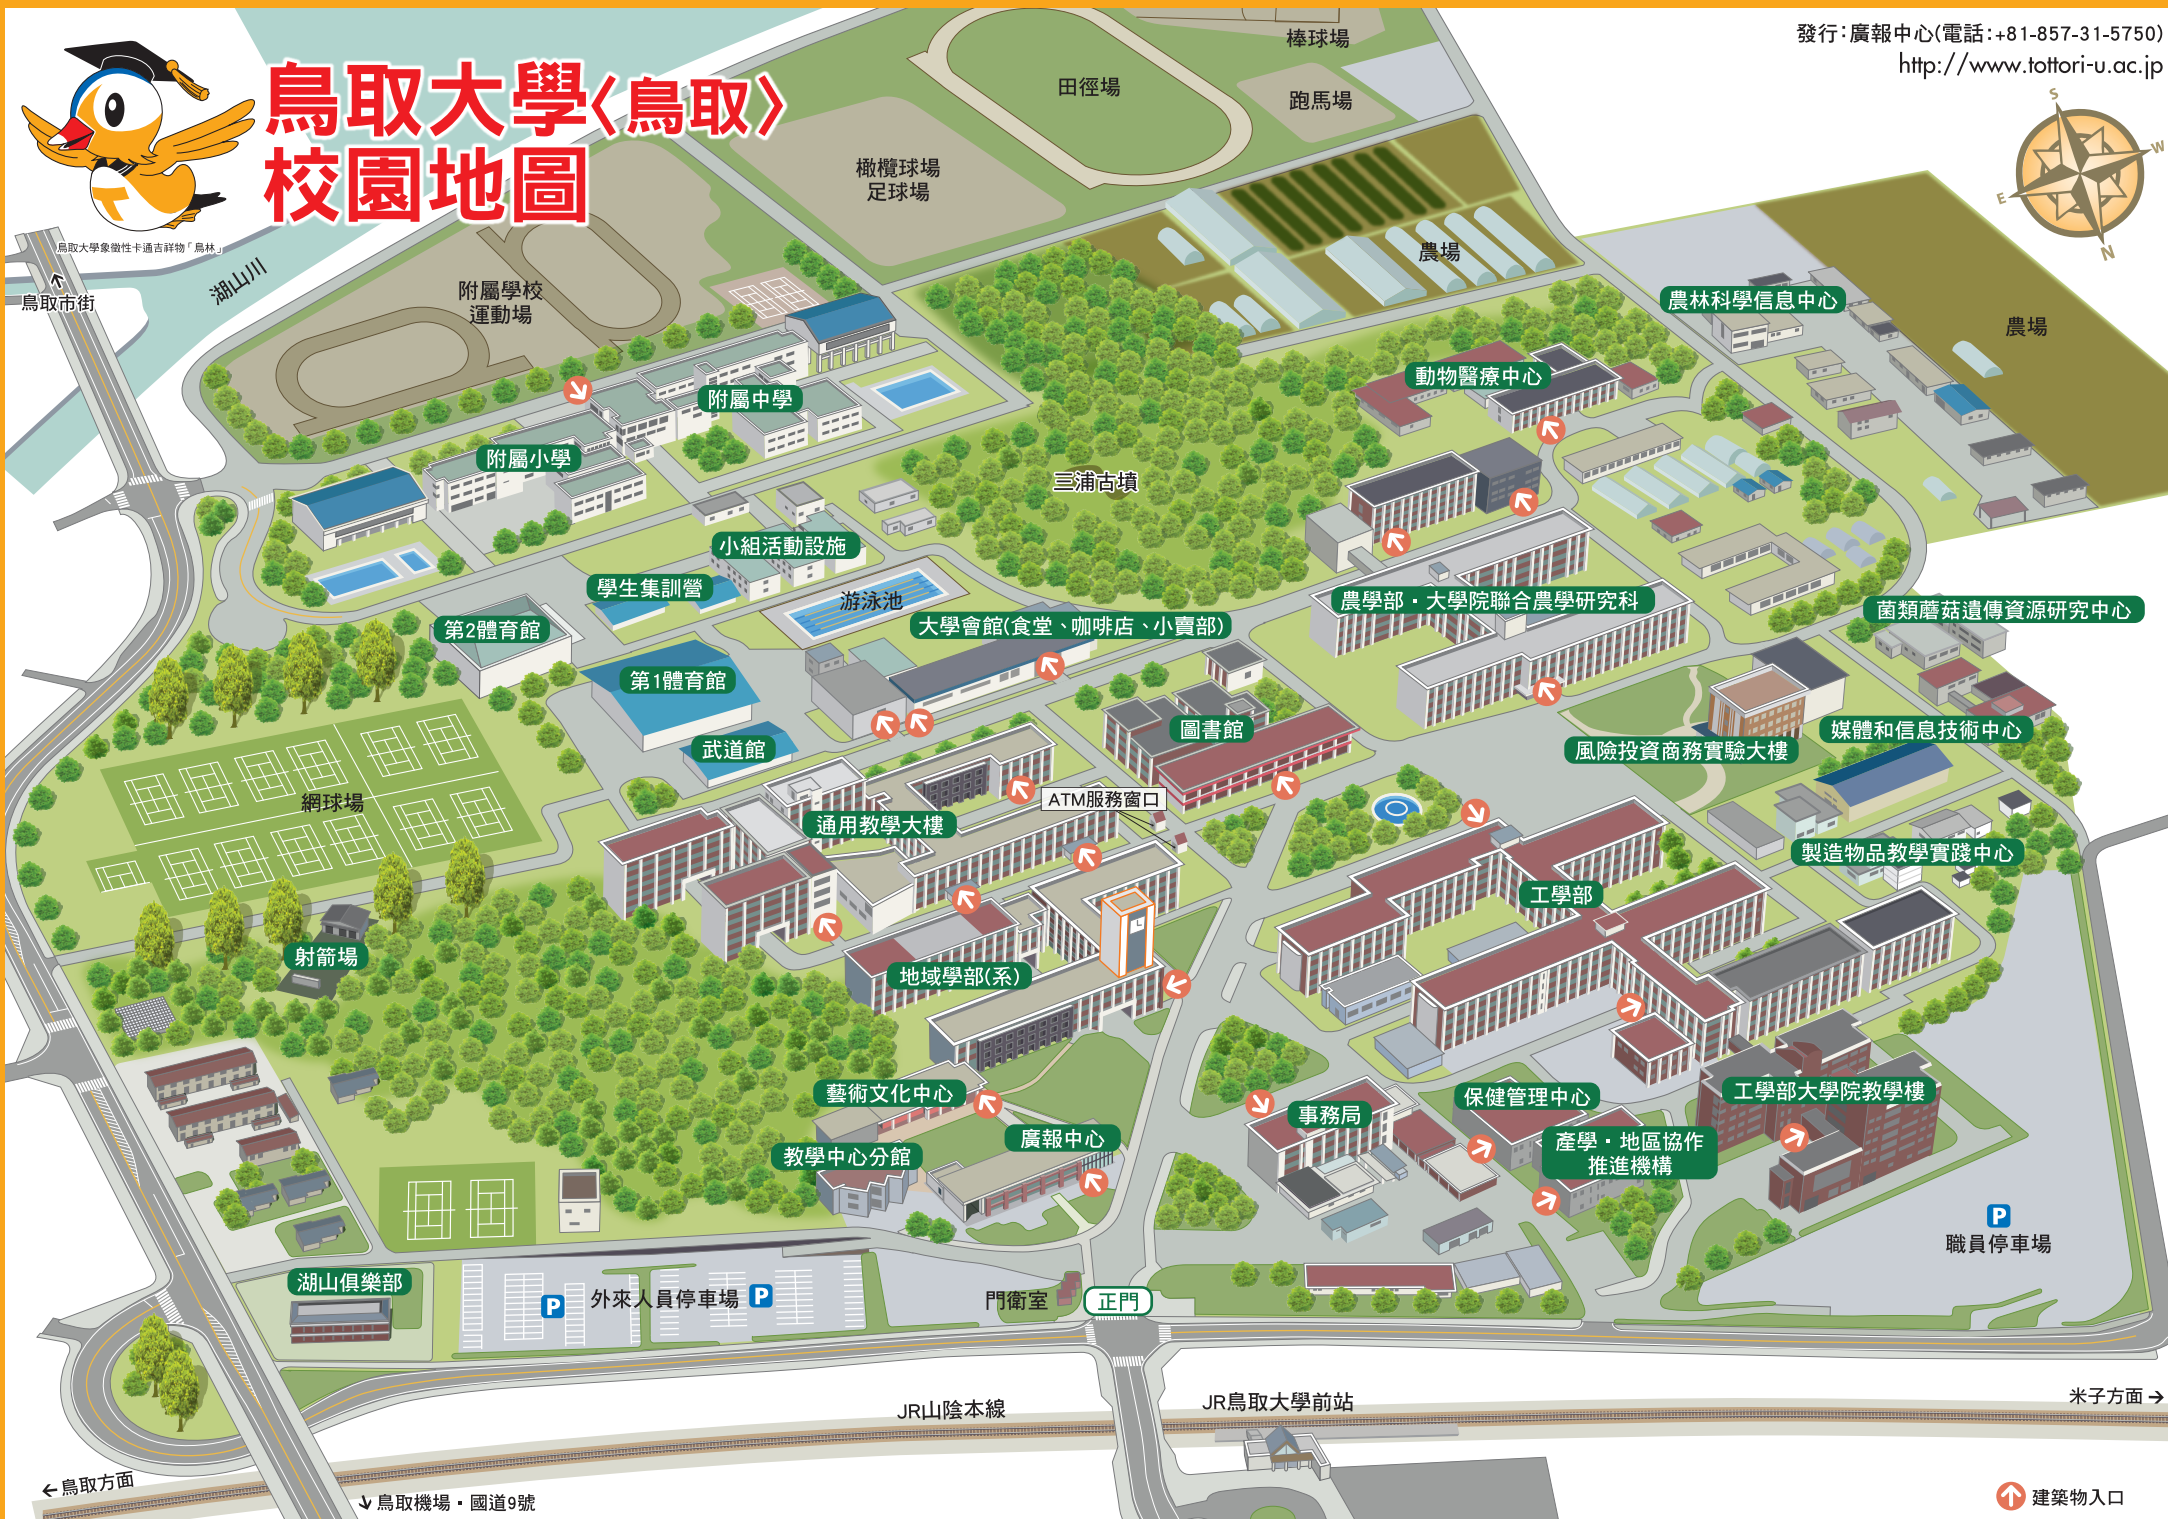 發行:廣報中心(電話:+81-857-31-5750)
http://www.tottori-u.ac.jp
鳥取大學〈鳥取〉
校園地圖
鳥取大學象徵性卡通吉祥物「鳥林」
S
W
E
N
棒球場
田徑場
跑馬場
橄欖球場
足球場
農場
湖山川
鳥取市街
附屬學校
運動場
農林科學信息中心
農場
動物醫療中心
附屬中學
附屬小學
三浦古墳
小組活動設施
學生集訓營
游泳池
農學部・大學院聯合農學研究科
菌類蘑菇遺傳資源研究中心
第2體育館
大學會館(食堂、咖啡店、小賣部)
第1體育館
圖書館
媒體和信息技術中心
武道館
風險投資商務實驗大樓
網球場
ATM服務窗口
通用教學大樓
製造物品教學實踐中心
工學部
射箭場
地域學部(系)
藝術文化中心
保健管理中心
工學部大學院教學樓
事務局
廣報中心
產學・地區協作
推進機構
教學中心分館
P
職員停車場
湖山俱樂部
P
外來人員停車場
P
門衛室
正門
JR山陰本線
JR鳥取大學前站
米子方面→
←鳥取方面
↘鳥取機場・國道9號
建築物入口